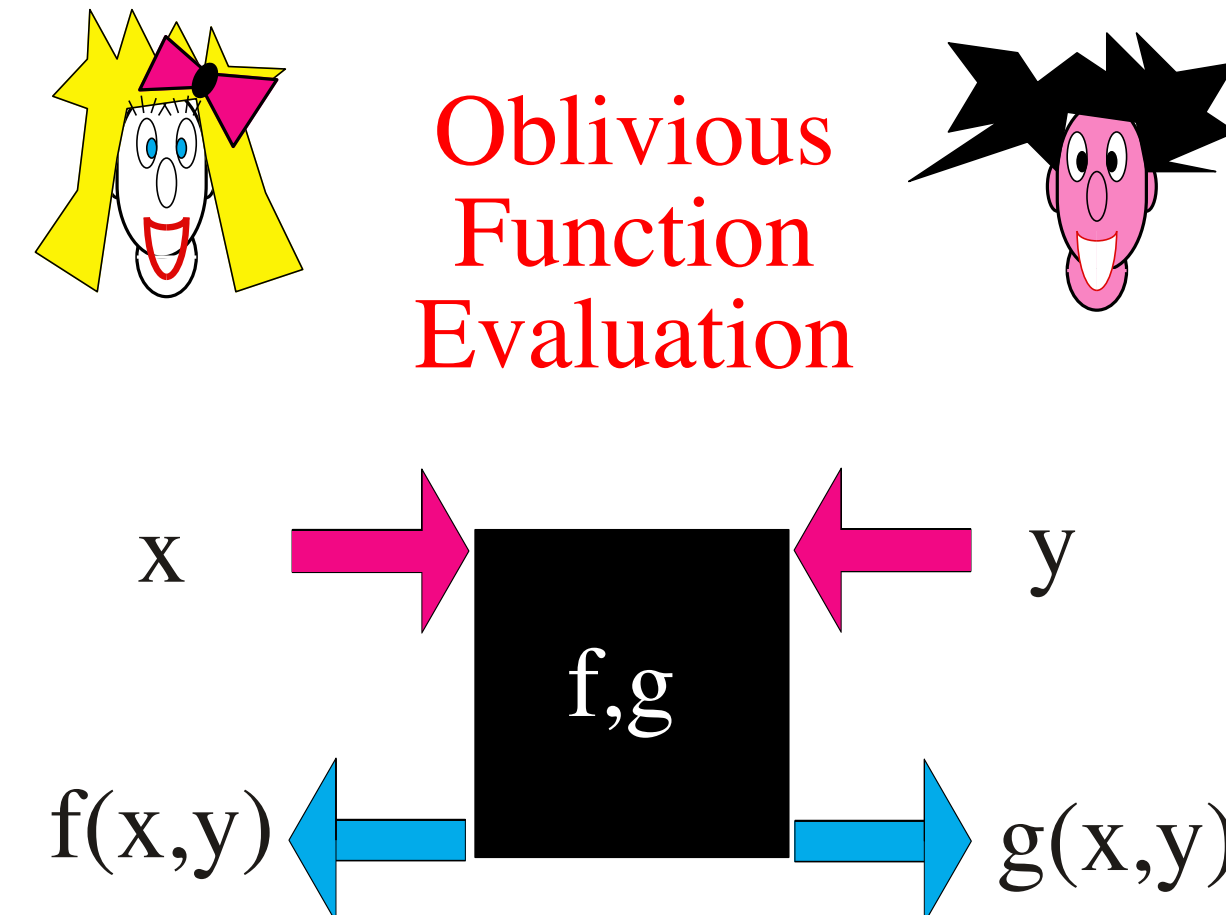 Oblivious
Function
Evaluation
x y
f,g
f(x,y) g(x,y)